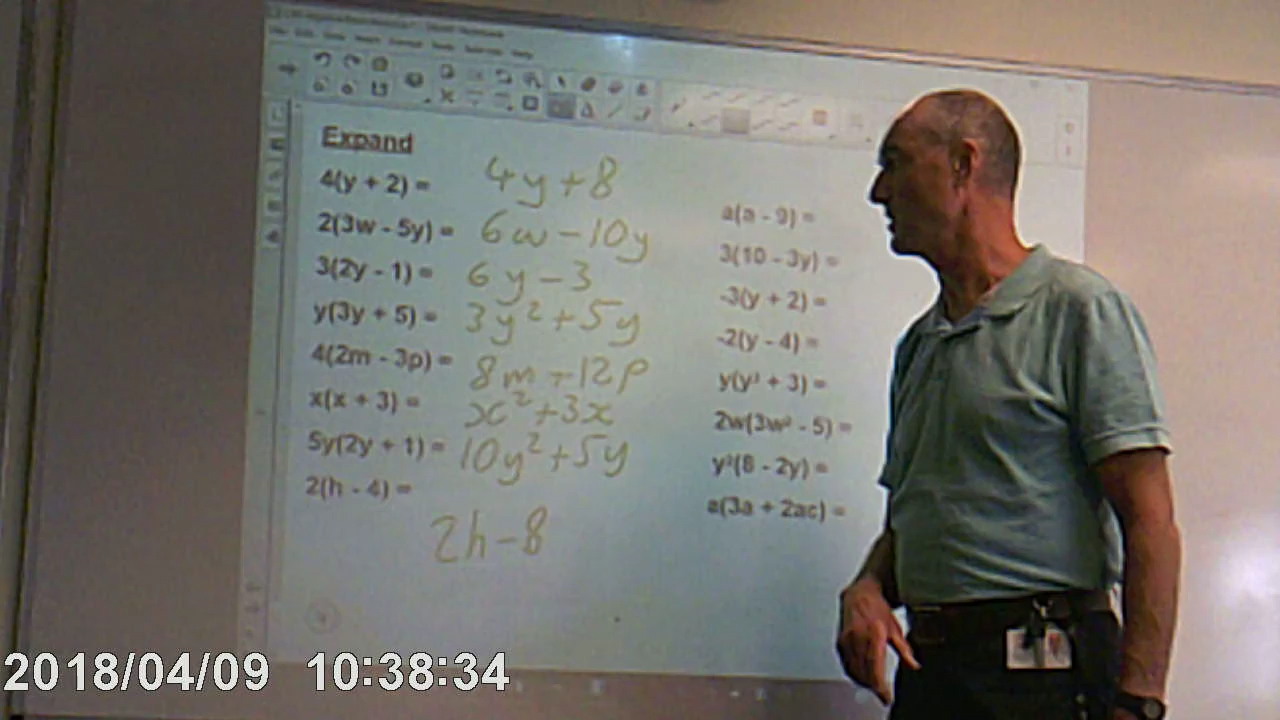 Expand
4(y + 2) = 4y + 8
2(3w - 5y) = 6w - 10y
3(2y - 1) = 6y - 3
y(3y + 5) = 3y² + 5y
4(2m - 3p) = 8m + 12p
x(x + 3) = x² + 3x
5y(2y + 1) = 10y² + 5y
2(h - 4) =
2h - 8
a(a - 9) =
3(10 - 3y) =
-3(y + 2) =
-2(y - 4) =
y(y³ + 3) =
2w(3w² - 5) =
(8 - 2y) =
a(3a + 2ac) =
2018/04/09 10:38:34